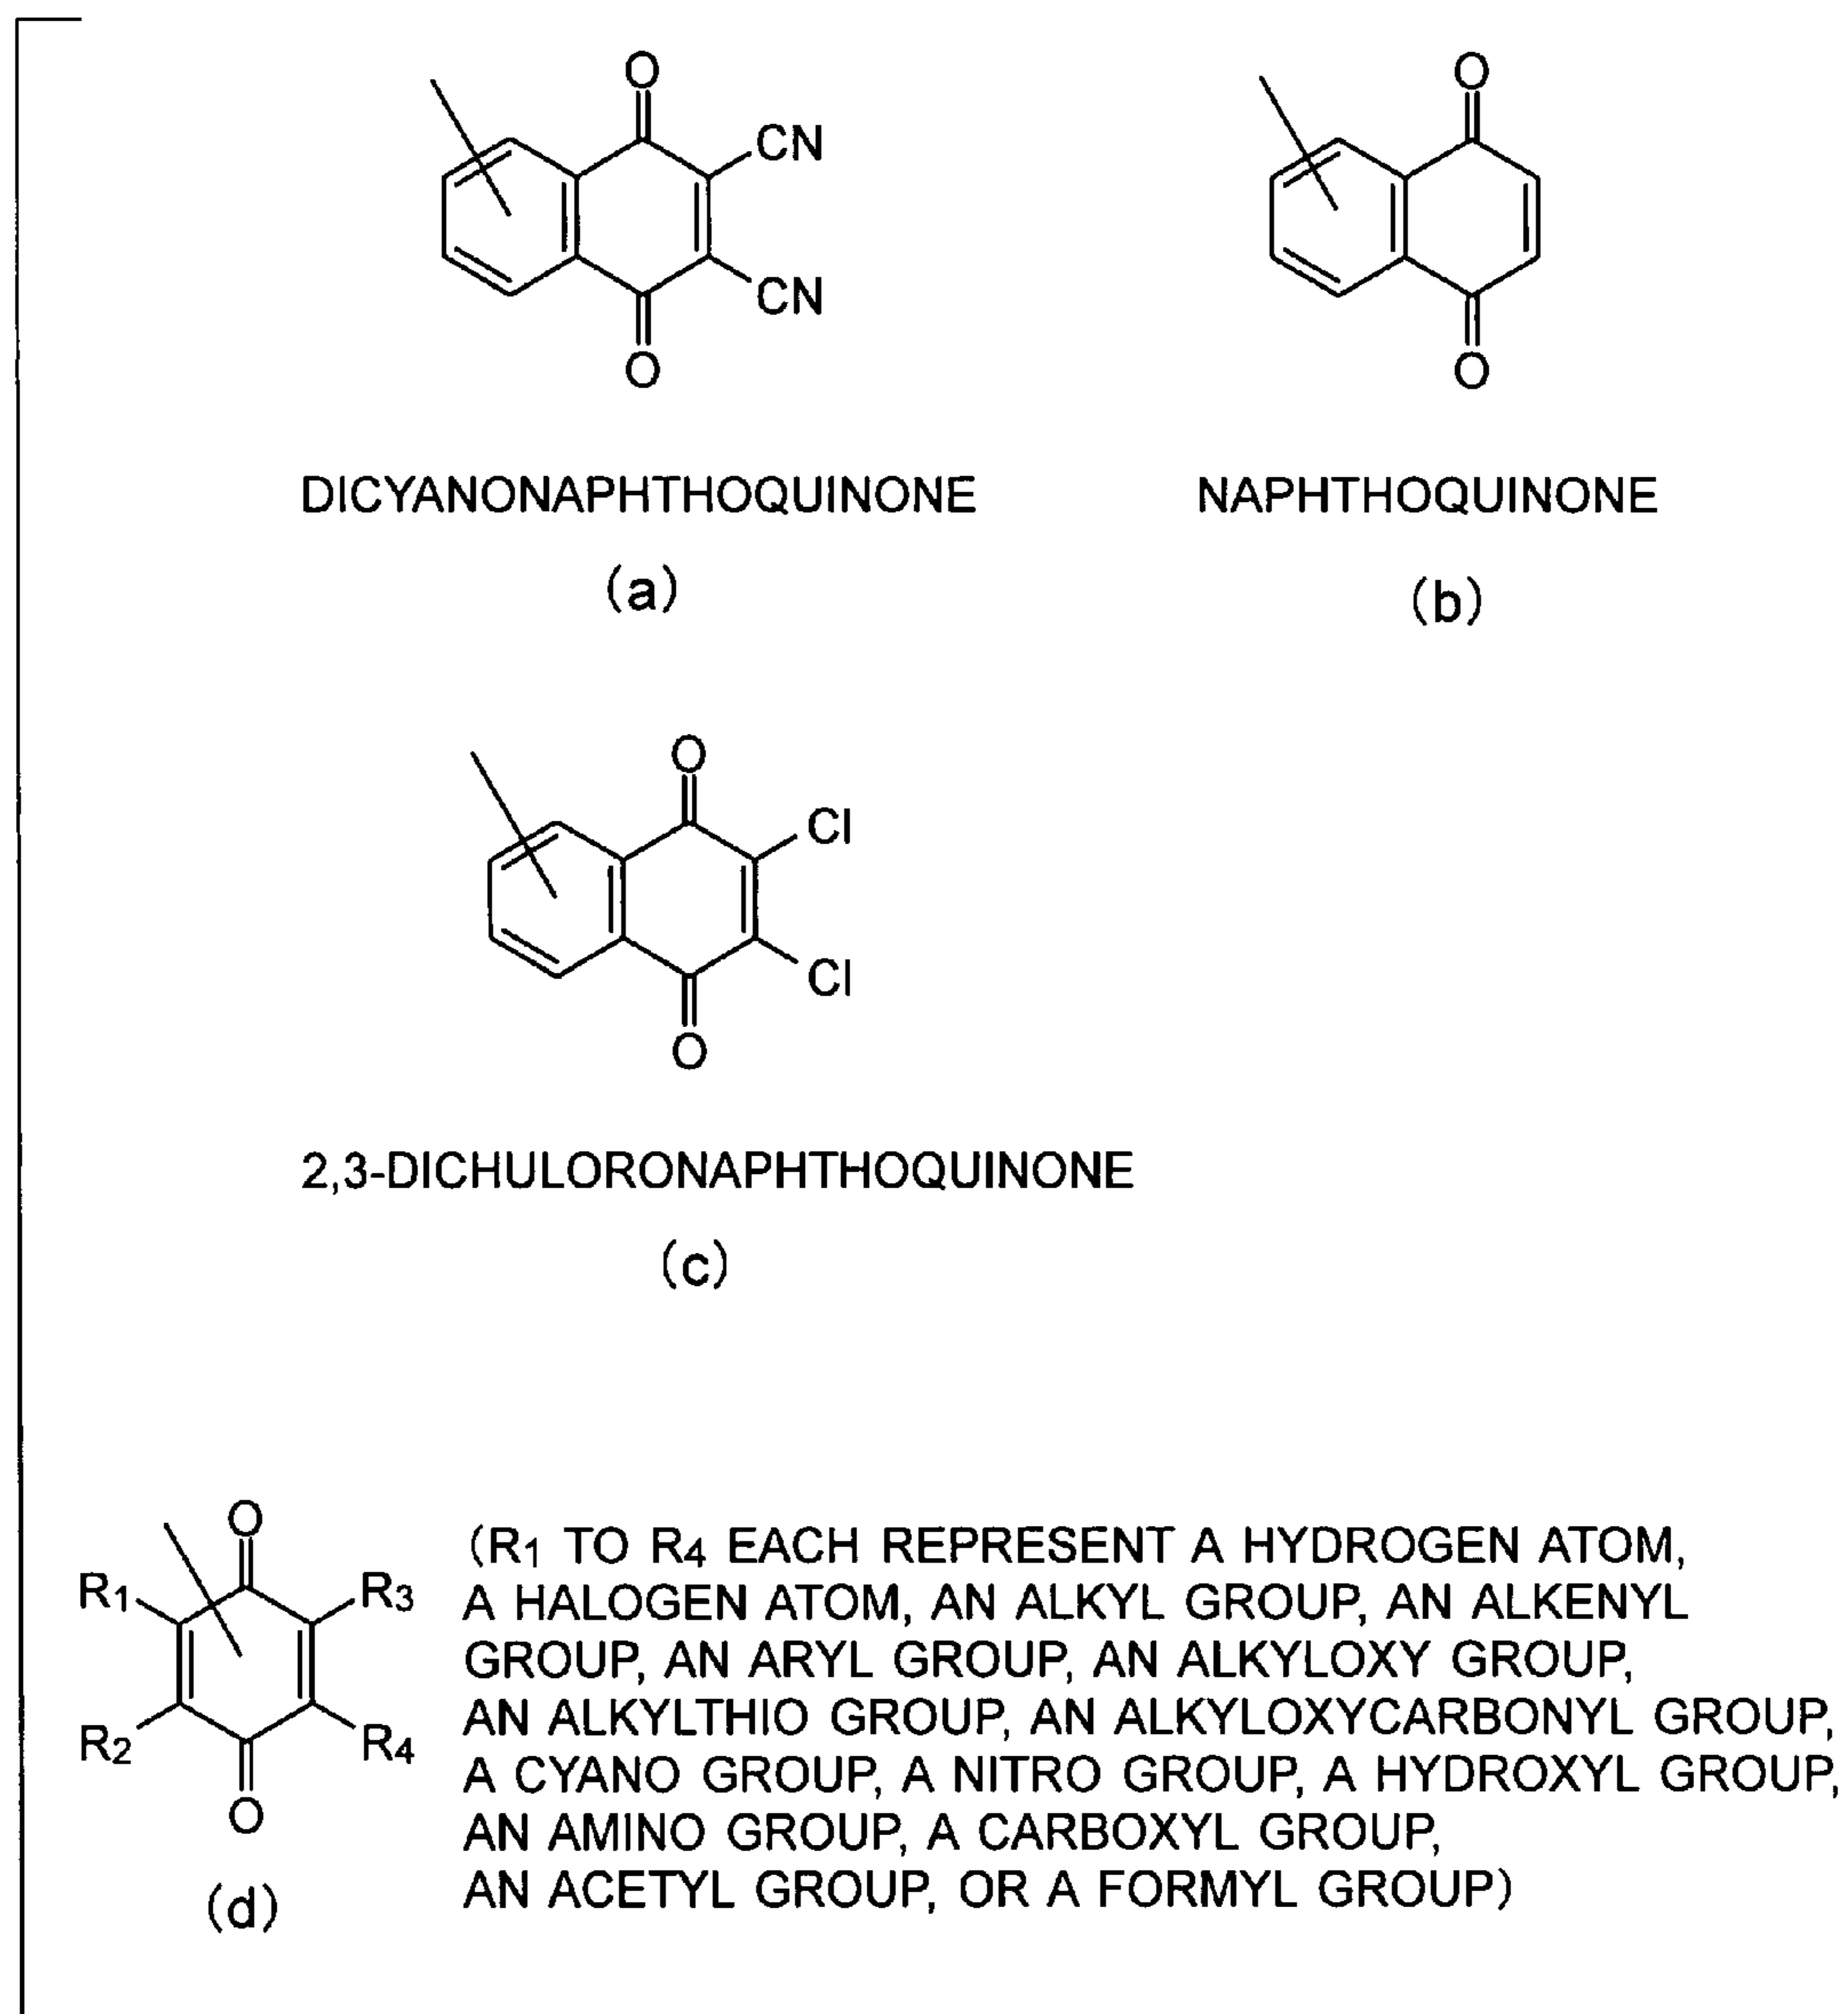 O
CN
CN
O
DICYANONAPHTHOQUINONE
(a)
O
O
NAPHTHOQUINONE
(b)
O
Cl
Cl
O
2,3-DICHULORONAPHTHOQUINONE
(c)
O
R1
R3
R2
R4
O
(d)
(R1 TO R4 EACH REPRESENT A HYDROGEN ATOM,
A HALOGEN ATOM, AN ALKYL GROUP, AN ALKENYL
GROUP, AN ARYL GROUP, AN ALKYLOXY GROUP,
AN ALKYLTHIO GROUP, AN ALKYLOXYCARBONYL GROUP,
A CYANO GROUP, A NITRO GROUP, A HYDROXYL GROUP,
AN AMINO GROUP, A CARBOXYL GROUP,
AN ACETYL GROUP, OR A FORMYL GROUP)